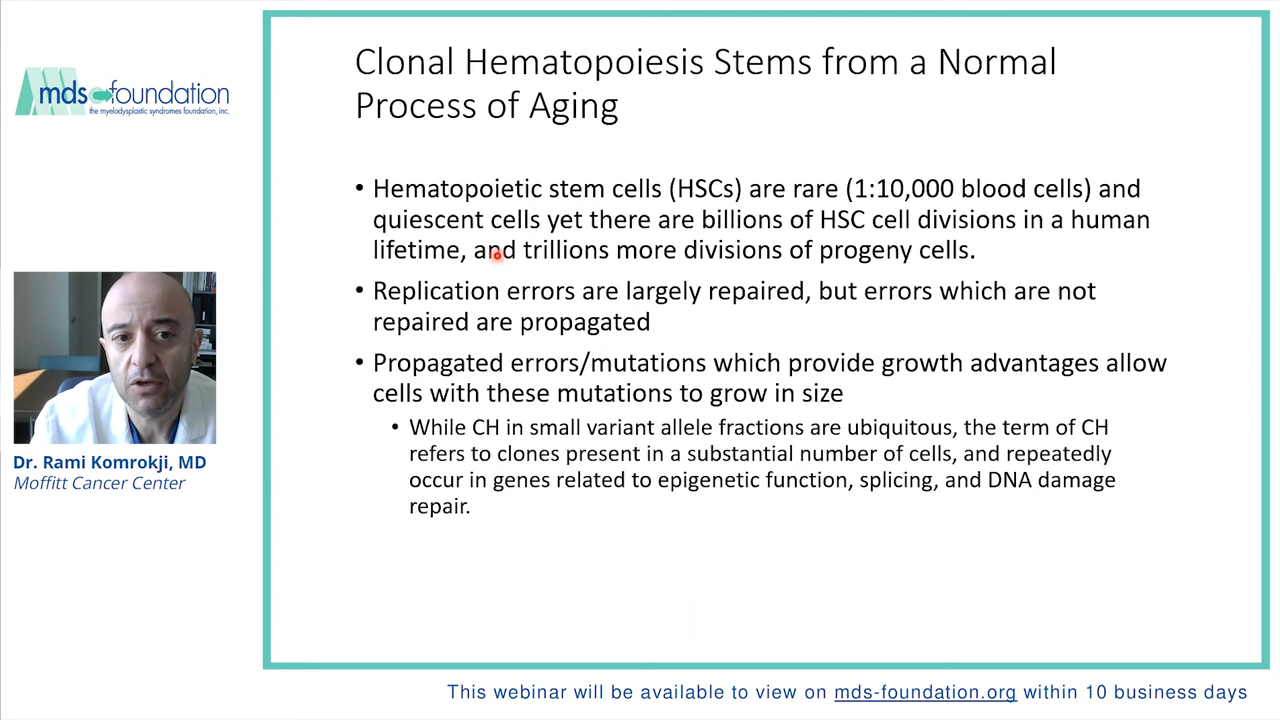 mds foundation
the myelodysplastic syndromes foundation, inc.
Clonal Hematopoiesis Stems from a Normal
Process of Aging
• Hematopoietic stem cells (HSCs) are rare (1:10,000 blood cells) and
quiescent cells yet there are billions of HSC cell divisions in a human
lifetime, and trillions more divisions of progeny cells.
• Replication errors are largely repaired, but errors which are not
repaired are propagated
• Propagated errors/mutations which provide growth advantages allow
cells with these mutations to grow in size
• While CH in small variant allele fractions are ubiquitous, the term of CH
refers to clones present in a substantial number of cells, and repeatedly
occur in genes related to epigenetic function, splicing, and DNA damage
repair.
Dr. Rami Komrokji, MD
Moffitt Cancer Center
This webinar will be available to view on mds-foundation.org within 10 business days